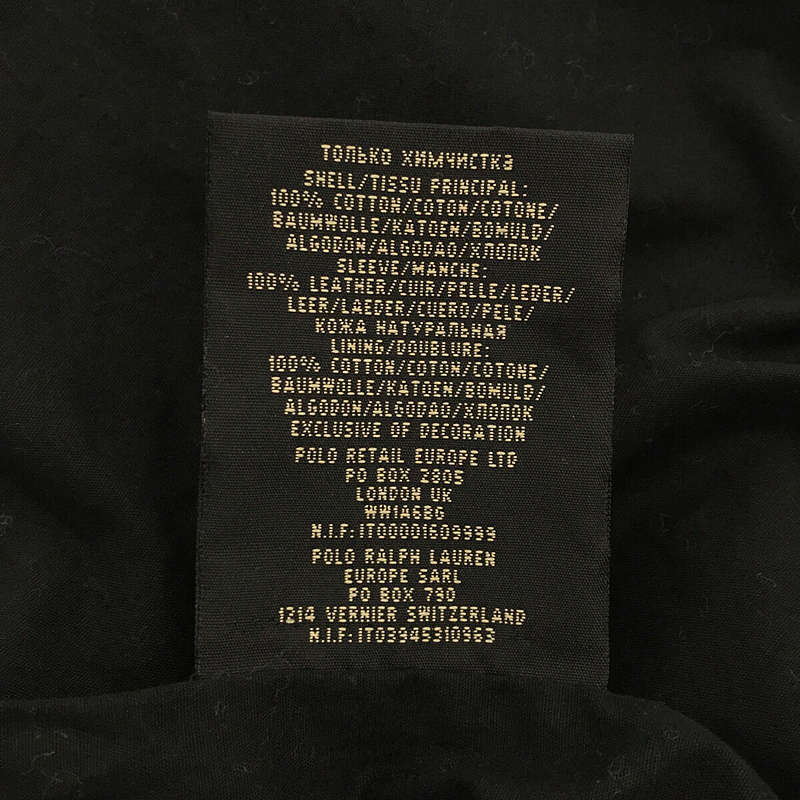 ТОЛЬКО ХИМЧИСТКЭ
SHELL/TISSU PRINCIPAL:
100% COTTON/COTON/COTONE/
BAUMWOLLE/KATOEN/BOMULD/
ALGODON/ALGODAO/ХЛОПОК
SLEEVE/MANCHE:
100% LEATHER/CUIR/PELLE/LEDER/
LEER/LAEDER/CUERO/PELE/
КОЖА НАТУРАЛЬНАЯ
LINING/DOUBLURE:
100% COTTON/COTON/COTONE/
BAUMWOLLE/KATOEN/BOMULD/
ALGODON/ALGODAO/ХЛОПОК
EXCLUSIVE OF DECORATION
POLO RETAIL EUROPE LTD
PO BOX 2805
LONDON UK
WW1A6BG
N.I.F: IT00001609999
POLO RALPH LAUREN
EUROPE SARL
PO BOX 790
1214 VERNIER SWITZERLAND
N.I.F: IT03945310963